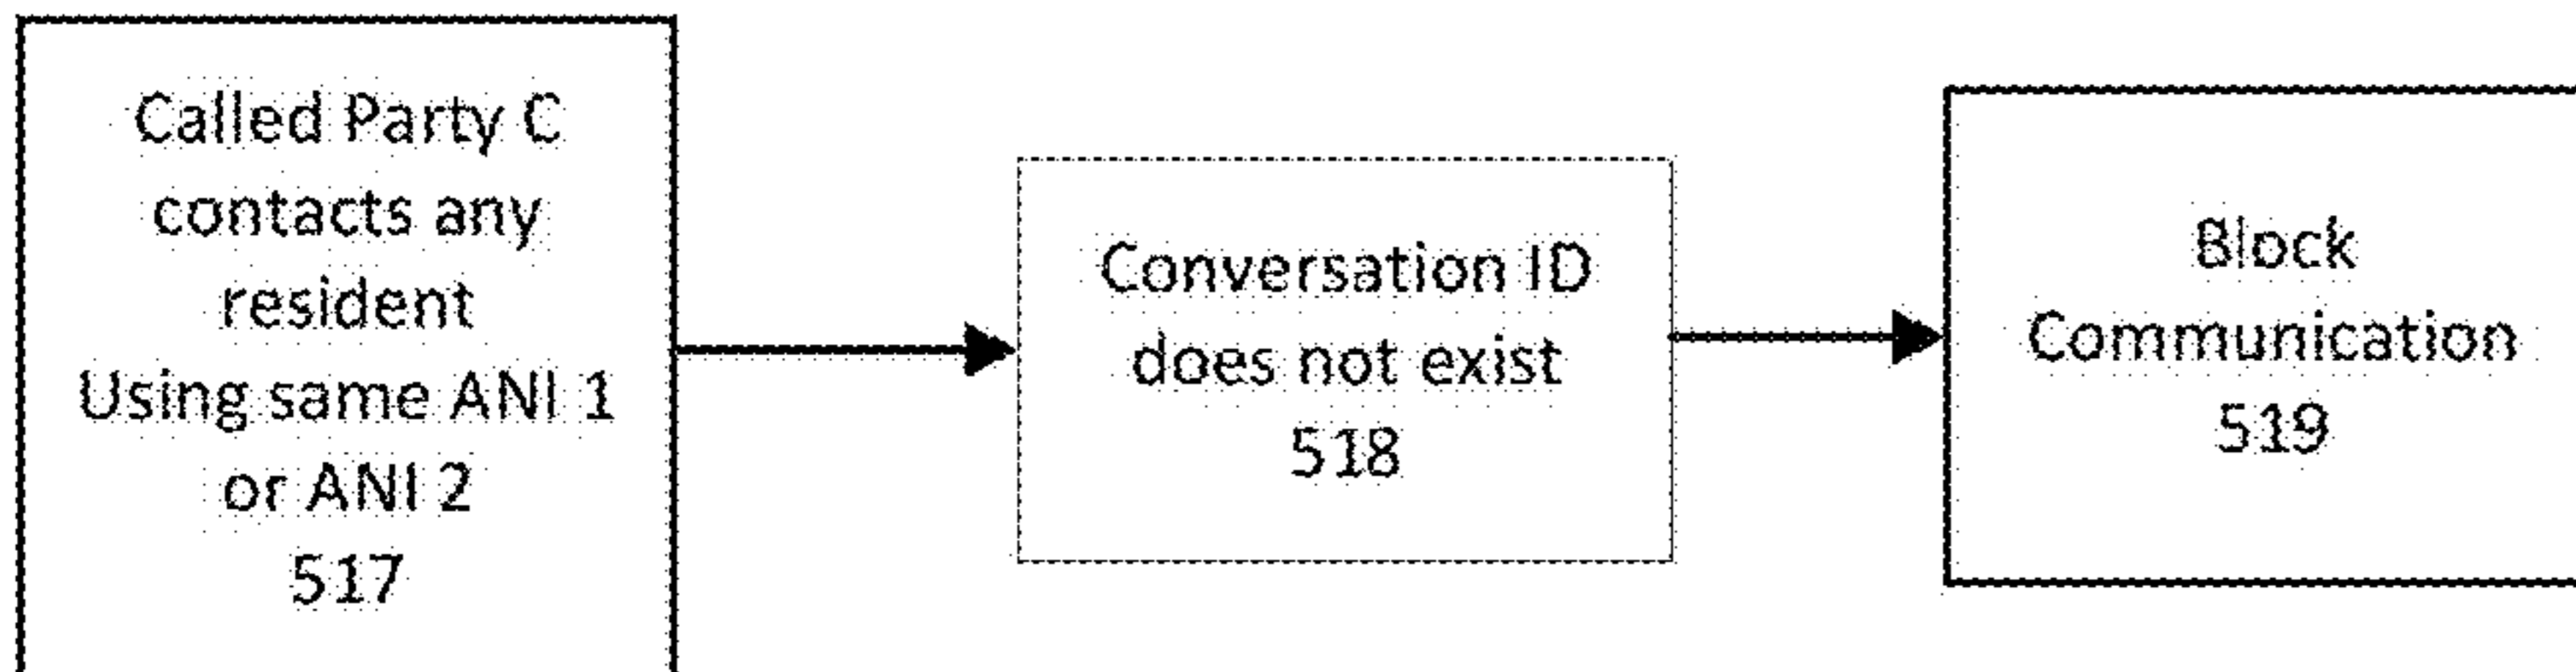 Called Party C
contacts any
resident
Using same ANI 1
or ANI 2
517
Conversation ID
does not exist
518
Block
Communication
519